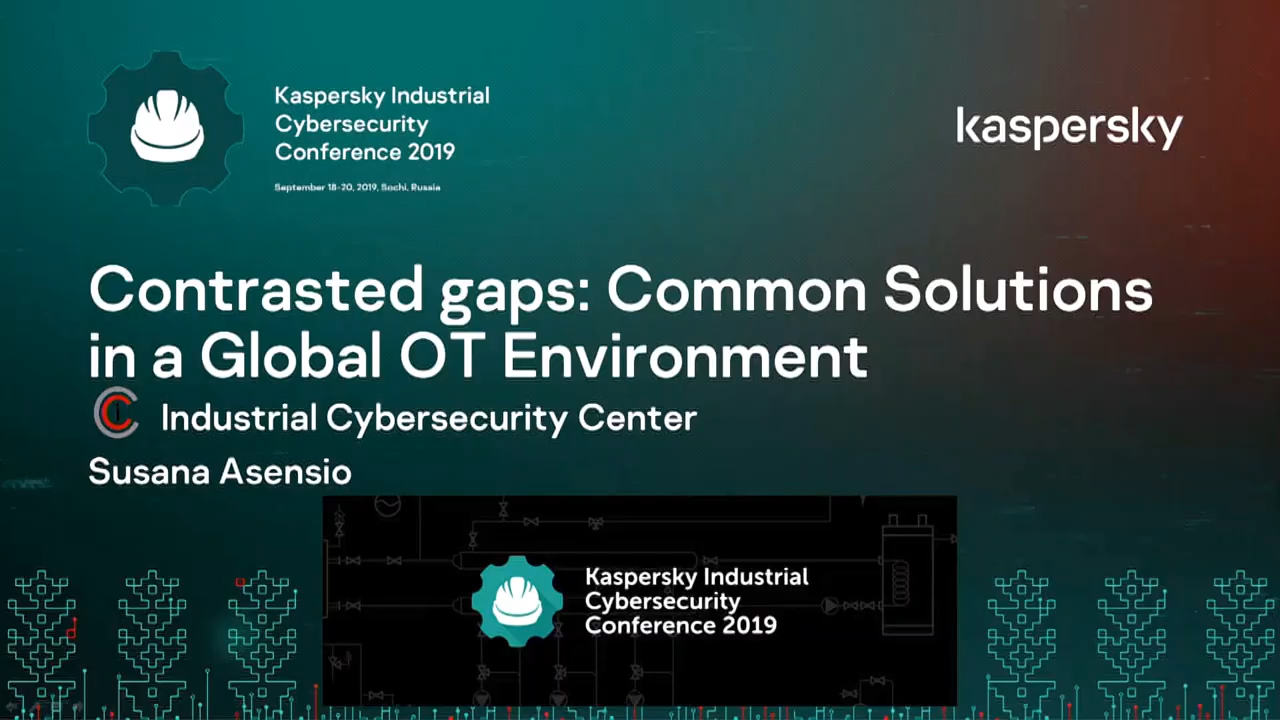 Kaspersky Industrial
Cybersecurity
Conference 2019
September 18-20, 2019, Sochi, Russia
kaspersky
Contrasted gaps: Common Solutions
in a Global OT Environment
Industrial Cybersecurity Center
Susana Asensio
Kaspersky Industrial
Cybersecurity
Conference 2019